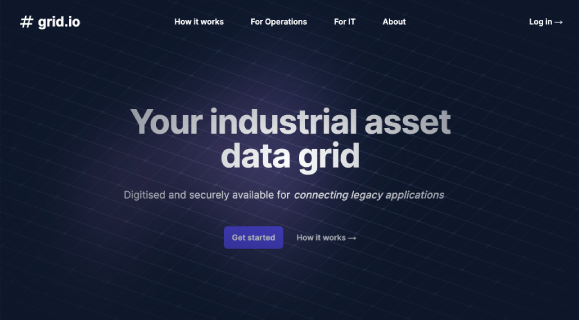 # grid.io
How it works
For Operations
For IT
About
Log in →
Your industrial asset
data grid
Digitised and securely available for connecting legacy applications
Get started
How it works →